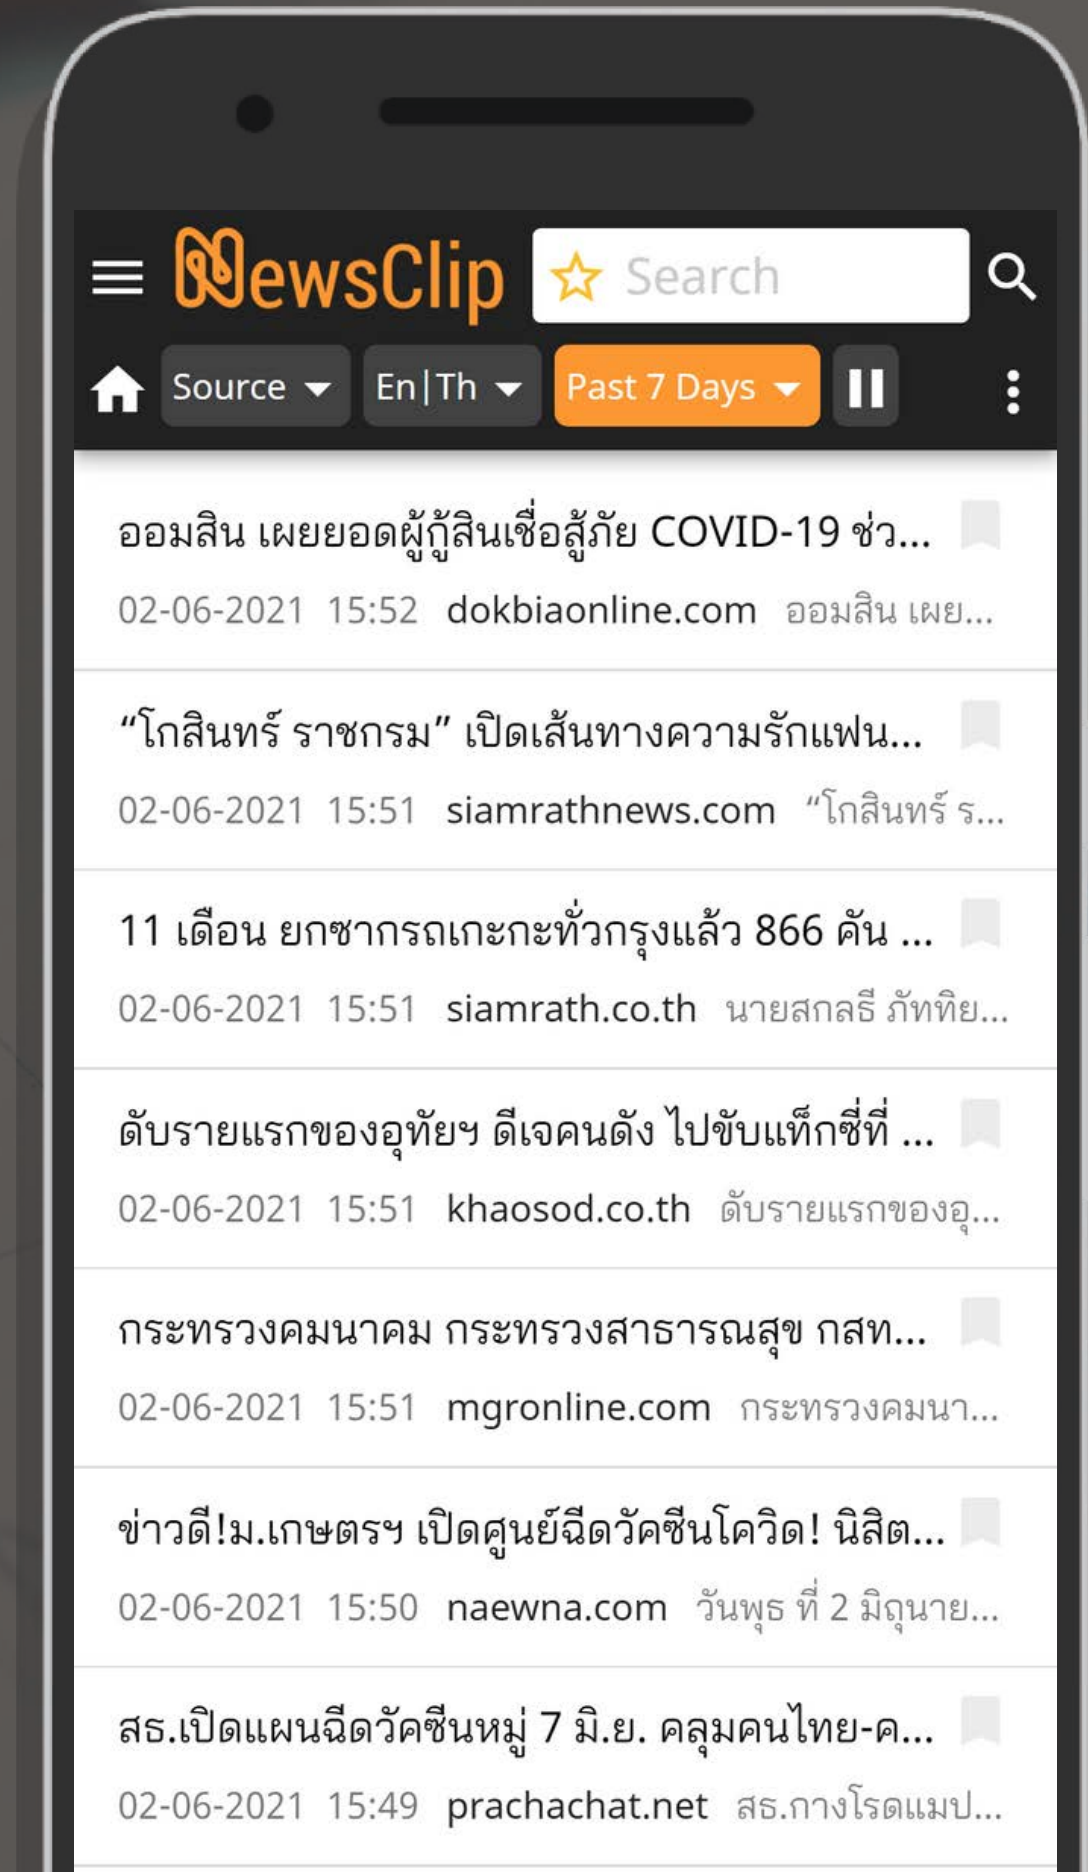 NewsClip Search
Source En|Th Past 7 Days
ออมสิน เผยยอดผู้กู้สินเชื่อสู้ภัย COVID-19 ช่ว...
02-06-2021 15:52 dokbiaonline.com ออมสิน เผย...
“โกสินทร์ ราชกรม” เปิดเส้นทางความรักแฟน...
02-06-2021 15:51 siamrathnews.com “โกสินทร์ ร...
11 เดือน ยกซากรถเกะกะทั่วกรุงแล้ว 866 คัน ...
02-06-2021 15:51 siamrath.co.th นายสกลธี ภัททิย...
ดับรายแรกของอุทัยฯ ดีเจคนดัง ไปขับแท็กซี่ที่ ...
02-06-2021 15:51 khaosod.co.th ดับรายแรกของอุ...
กระทรวงคมนาคม กระทรวงสาธารณสุข กสท...
02-06-2021 15:51 mgronline.com กระทรวงคมนา...
ข่าวดี!ม.เกษตรฯ เปิดศูนย์ฉีดวัคซีนโควิด! นิสิต...
02-06-2021 15:50 naewna.com วันพุธ ที่ 2 มิถุนาย...
สธ.เปิดแผนฉีดวัคซีนหมู่ 7 มิ.ย. คลุมคนไทย-ค...
02-06-2021 15:49 prachachat.net สธ.กางโรดแมป...